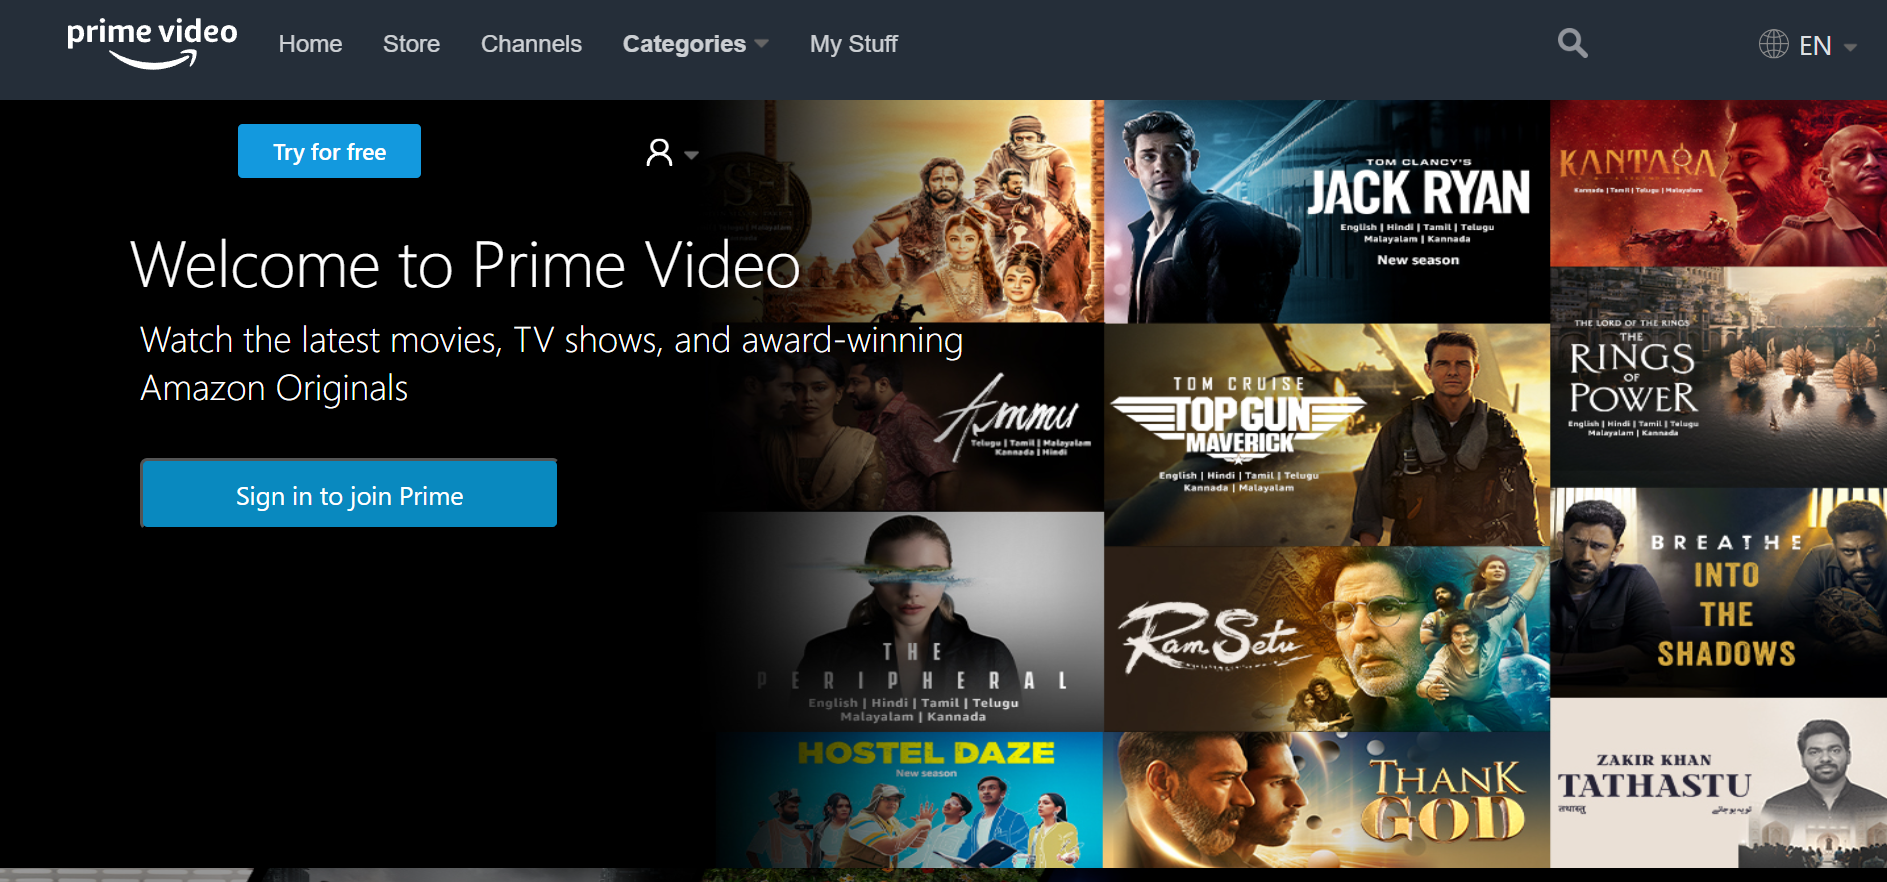 prime video
Home
Store
Channels
Categories
My Stuff
EN
Try for free
Welcome to Prime Video
Watch the latest movies, TV shows, and award-winning
Amazon Originals
Sign in to join Prime
PS-I
TOM CLANCY'S
JACK RYAN
English | Hindi | Tamil | Telugu
Malayalam | Kannada
New season
KANTARA
Kannada | Tamil | Telugu | Malayalam
Ammu
Telugu | Tamil | Malayalam
Kannada | Hindi
TOM CRUISE
TOP GUN
MAVERICK
English | Hindi | Tamil | Telugu
Kannada | Malayalam
THE LORD OF THE RINGS
THE
RINGS
OF
POWER
English | Hindi | Tamil | Telugu
Malayalam | Kannada
THE
PERIPHERAL
English | Hindi | Tamil | Telugu
Malayalam | Kannada
Ram Setu
BREATHE
INTO
THE
SHADOWS
HOSTEL DAZE
New season
THANK
GOD
ZAKIR KHAN
TATHASTU
तथास्तु